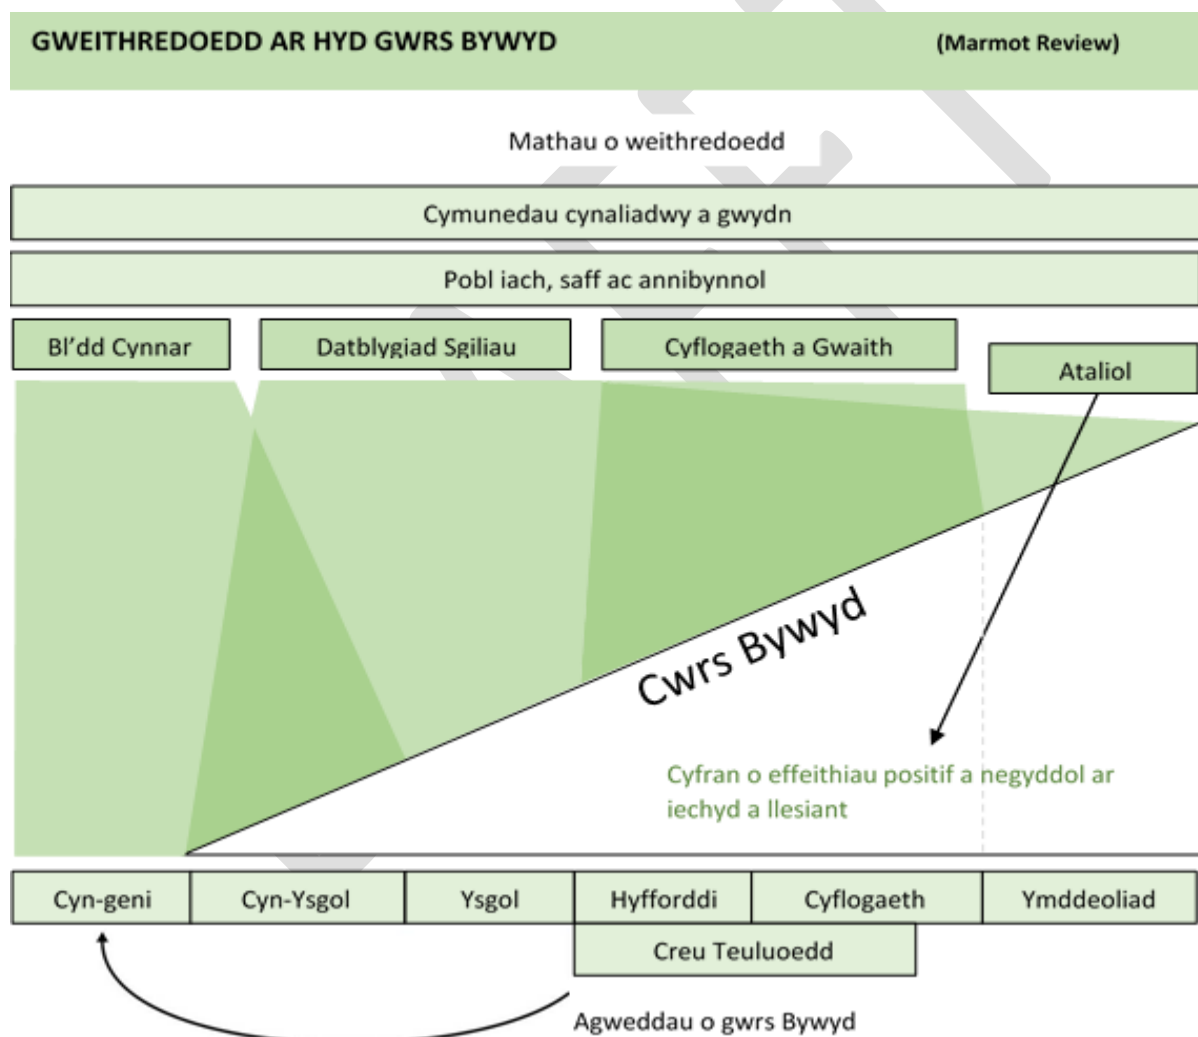 GWEITHREDOEDD AR HYD GWRS BYWYD (Marmot Review)
Mathau o weithredoedd
Cymunedau cynaliadwy a gwydn
Pobl iach, saff ac annibynnol
Bl'dd Cynnar
Datblygiad Sgiliau
Cyflogaeth a Gwaith
Ataliol
Cwrs Bywyd
Cyfran o effeithiau positif a negyddol ar
iechyd a llesiant
Cyn-geni
Cyn-Ysgol
Ysgol
Hyfforddi
Cyflogaeth
Ymddeoliad
Creu Teuluoedd
Agweddau o gwrs Bywyd